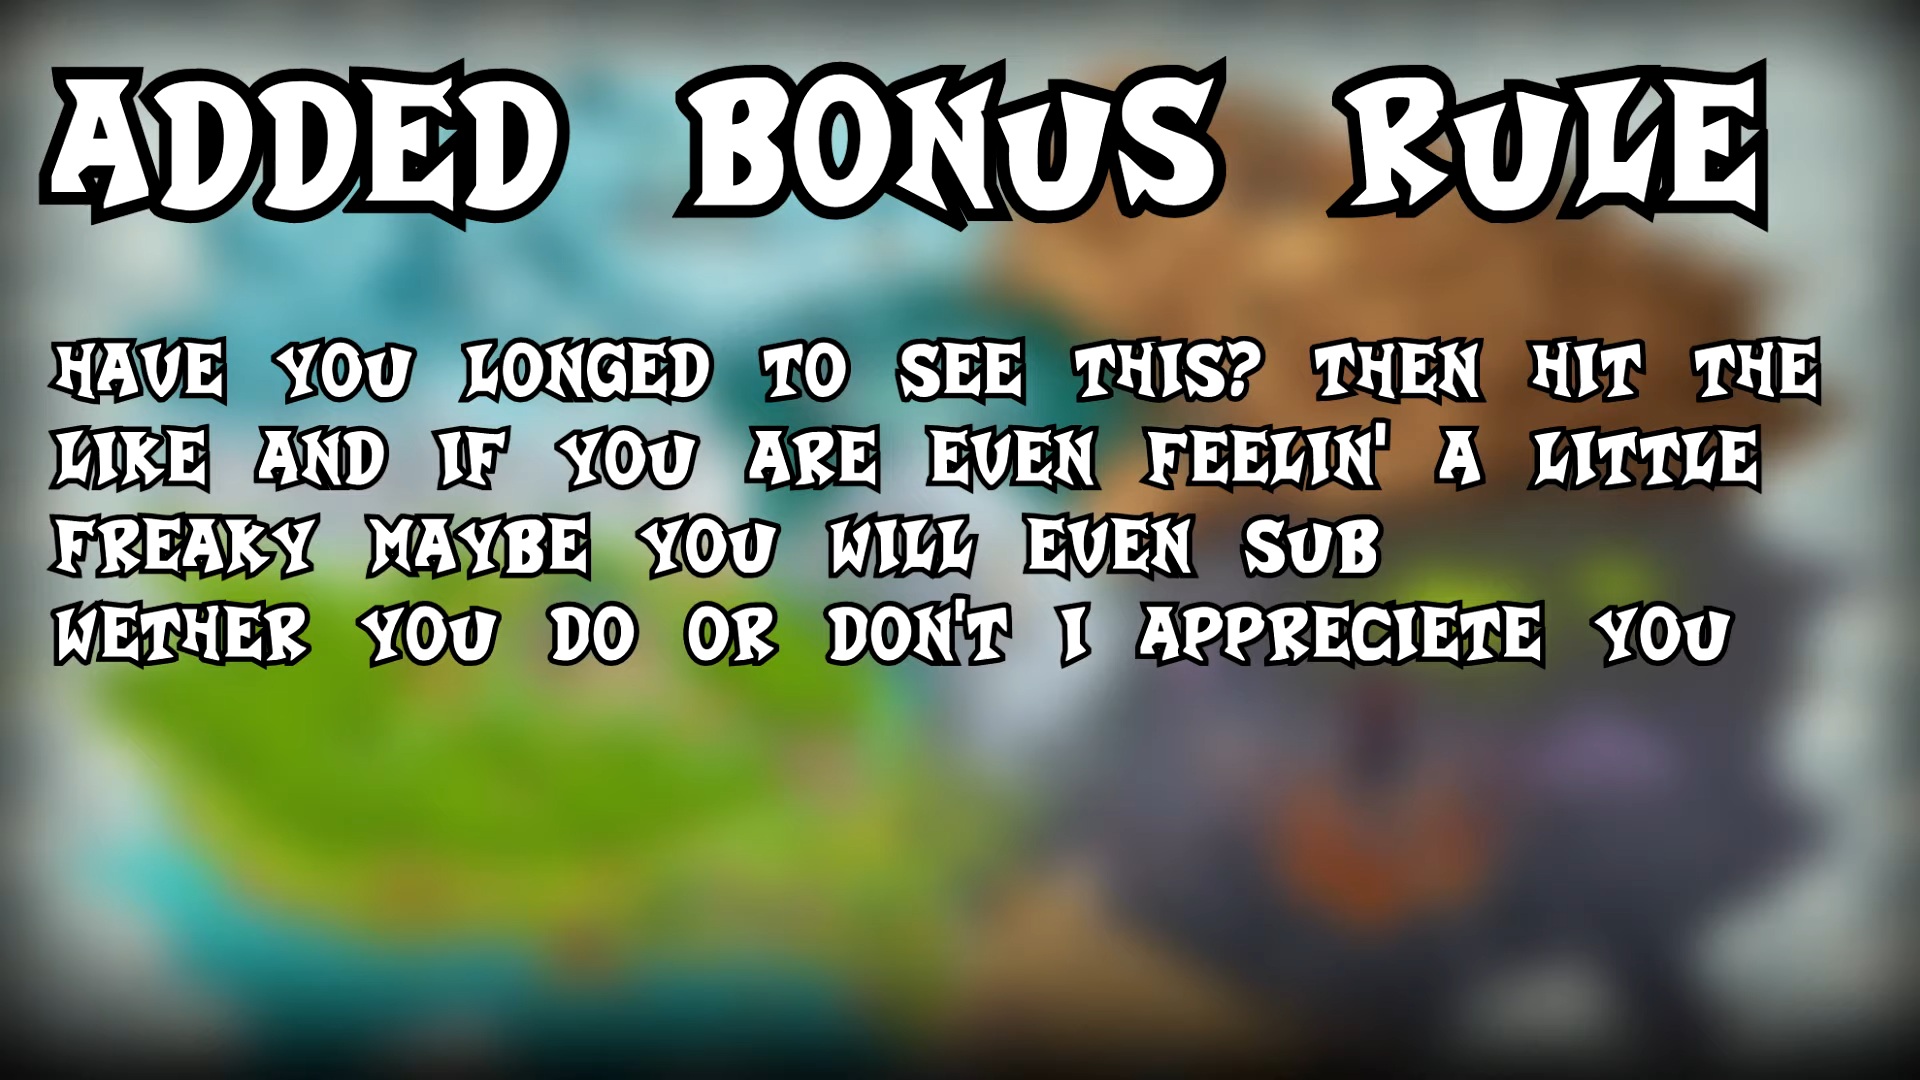 ADDED BONUS RULE
HAVE YOU LONGED TO SEE THIS? THEN HIT THE
LIKE AND IF YOU ARE EVEN FEELIN' A LITTLE
FREAKY MAYBE YOU WILL EVEN SUB
WETHER YOU DO OR DON'T I APPRECIETE YOU